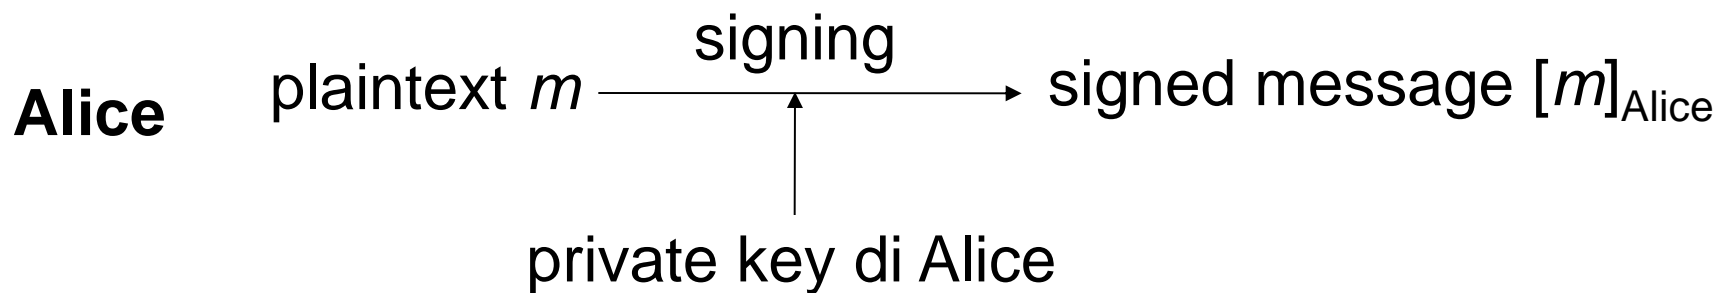 signing
Alice plaintext m signed message [m]Alice
private key di Alice